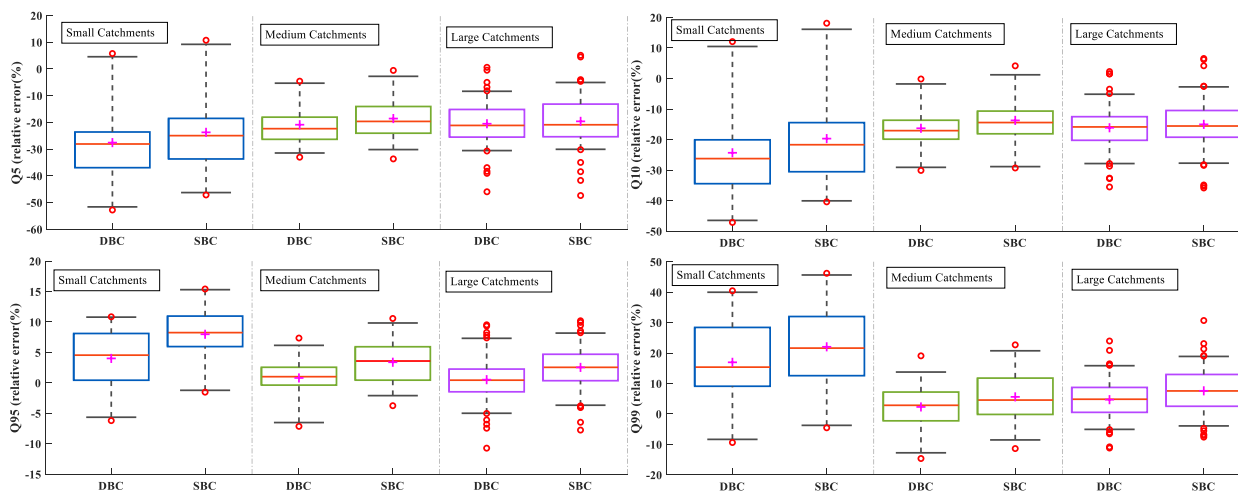 Q5 (relative error(%)
20
10
0
-10
-20
-30
-40
-50
-60
Small Catchments
Medium Catchments
Large Catchments
DBC SBC DBC SBC DBC SBC
Q10 (relative error(%)
20
10
0
-10
-20
-30
-40
-50
Small Catchments
Medium Catchments
Large Catchments
DBC SBC DBC SBC DBC SBC
Q95 (relative error(%)
20
15
10
5
0
-5
-10
-15
Small Catchments
Medium Catchments
Large Catchments
DBC SBC DBC SBC DBC SBC
Q99 (relative error(%)
50
40
30
20
10
0
-10
-20
Small Catchments
Medium Catchments
Large Catchments
DBC SBC DBC SBC DBC SBC